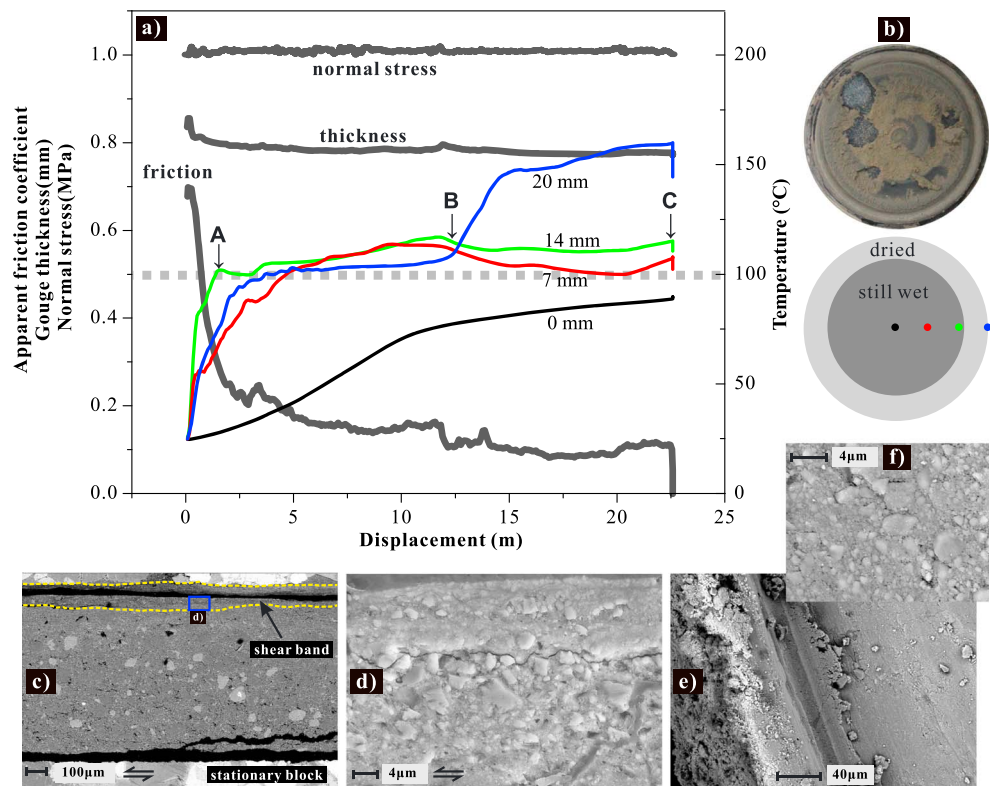 a)
normal stress
thickness
friction
20 mm
14 mm
7 mm
0 mm
A
B
C
Apparent friction coefficient
Gouge thickness(mm)
Normal stress(MPa)
1.0
0.8
0.6
0.4
0.2
0.0
200
150
100
50
0
Temperature (°C)
0
5
10
15
20
25
Displacement (m)
b)
dried
still wet
c)
d)
shear band
100µm
stationary block
d)
4µm
e)
40µm
f)
4µm